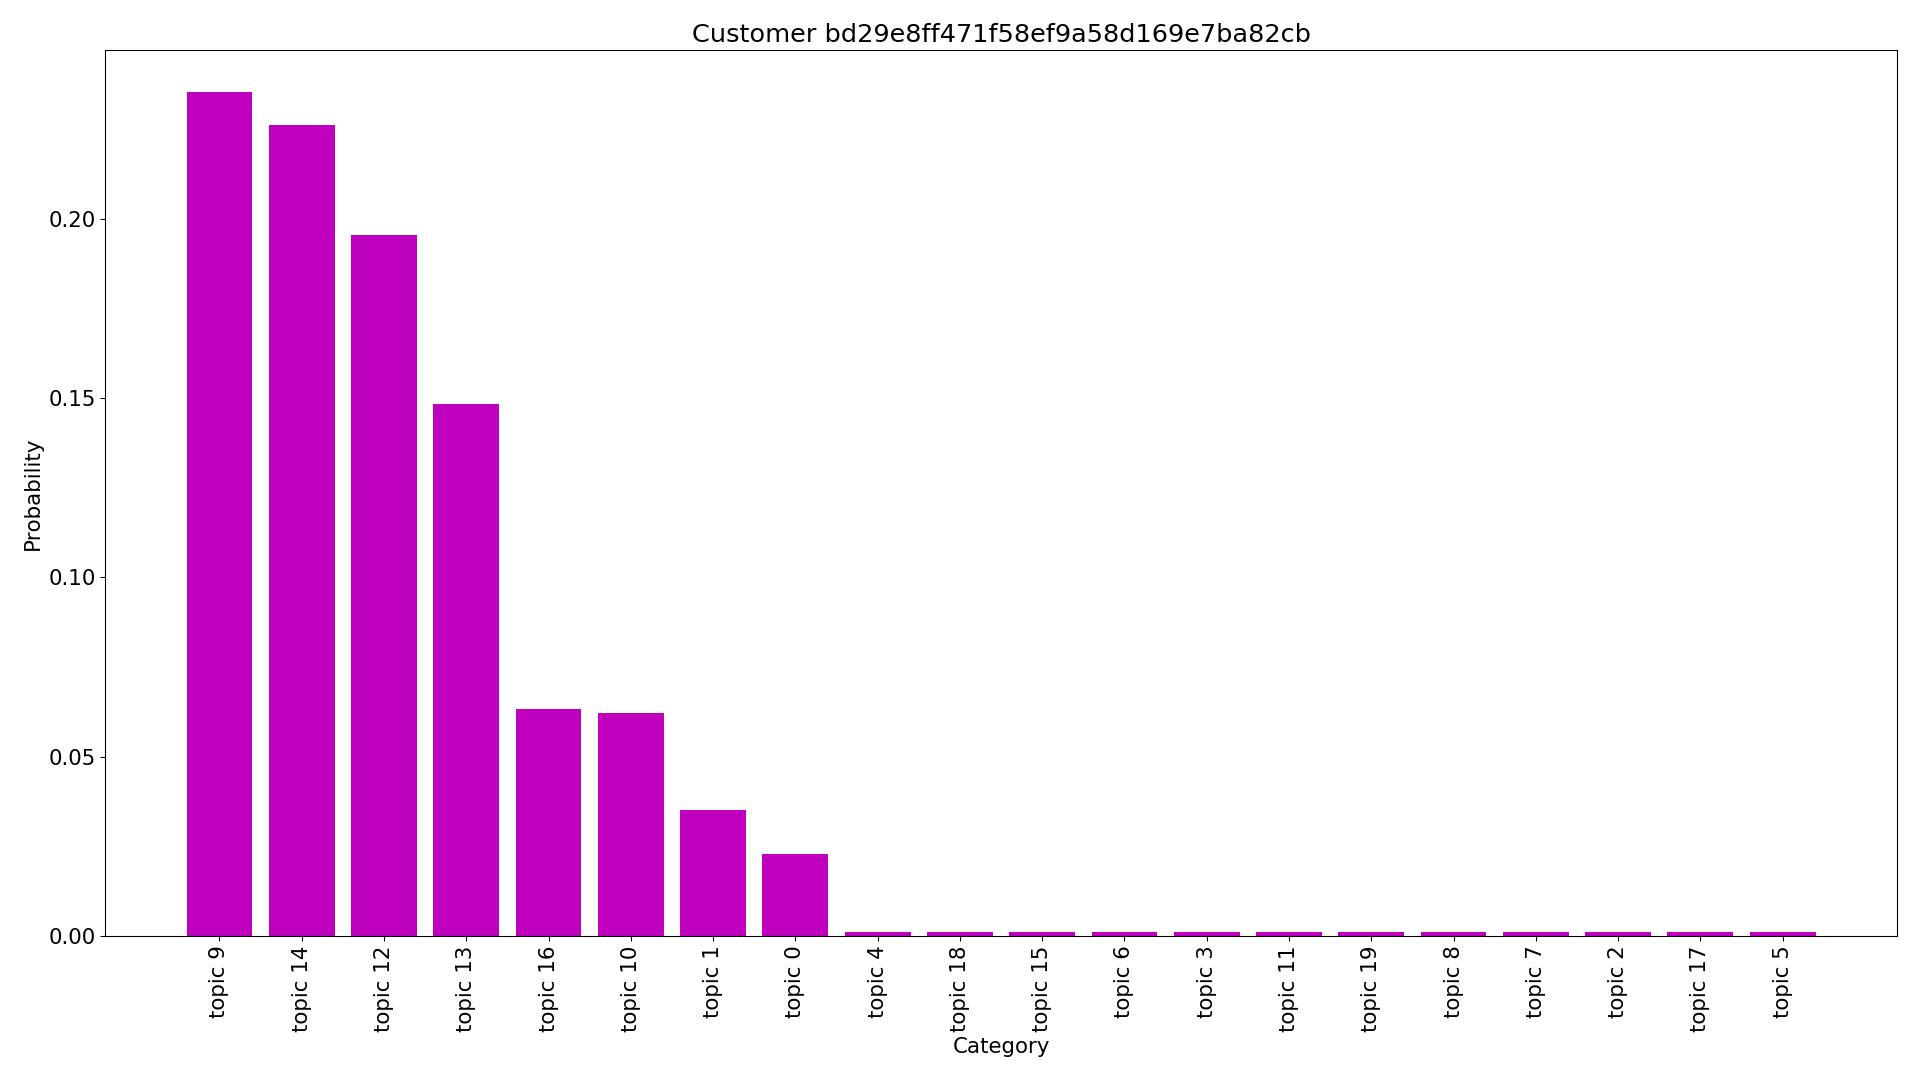 Customer bd29e8ff471f58ef9a58d169e7ba82cb
Probability
0.20
0.15
0.10
0.05
0.00
topic 9
topic 14
topic 12
topic 13
topic 16
topic 10
topic 1
topic 0
topic 4
topic 18
topic 15
topic 6
topic 3
topic 11
topic 19
topic 8
topic 7
topic 2
topic 17
topic 5
Category